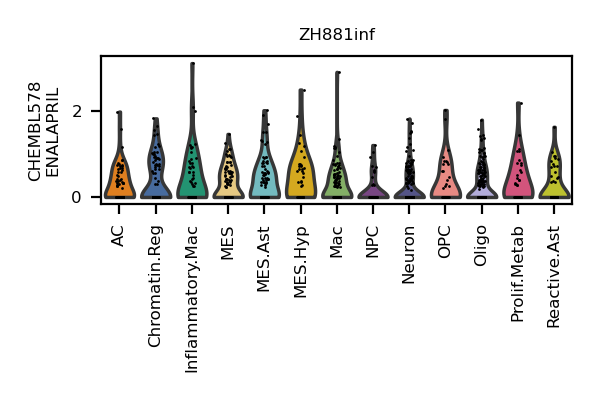 ZH881inf
CHEMBL578
ENALAPRIL
2
0
AC
Chromatin.Reg
Inflammatory.Mac
MES
MES.Ast
MES.Hyp
Mac
NPC
Neuron
OPC
Oligo
Prolif.Metab
Reactive.Ast